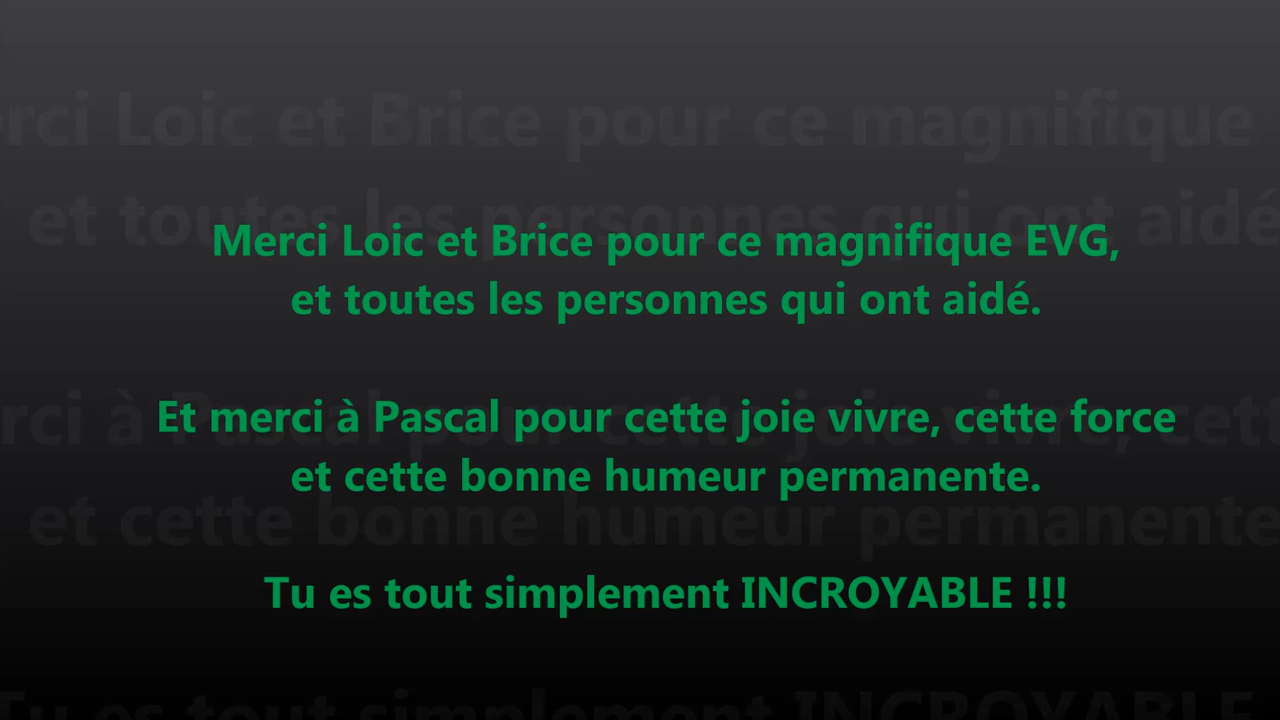 Merci Loic et Brice pour ce magnifique EVG,
et toutes les personnes qui ont aidé.
Et merci à Pascal pour cette joie vivre, cette force
et cette bonne humeur permanente.
Tu es tout simplement INCROYABLE !!!